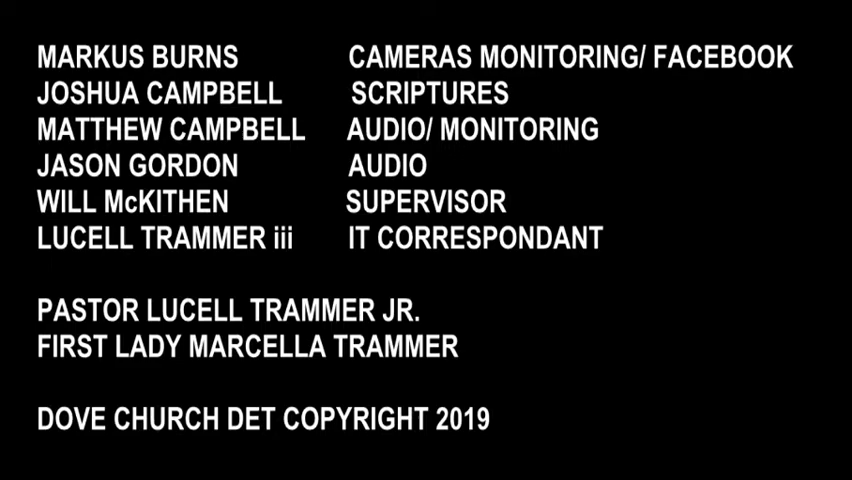 MARKUS BURNS CAMERAS MONITORING/ FACEBOOK
JOSHUA CAMPBELL SCRIPTURES
MATTHEW CAMPBELL AUDIO/ MONITORING
JASON GORDON AUDIO
WILL McKITHEN SUPERVISOR
LUCELL TRAMMER iii IT CORRESPONDANT
PASTOR LUCELL TRAMMER JR.
FIRST LADY MARCELLA TRAMMER
DOVE CHURCH DET COPYRIGHT 2019